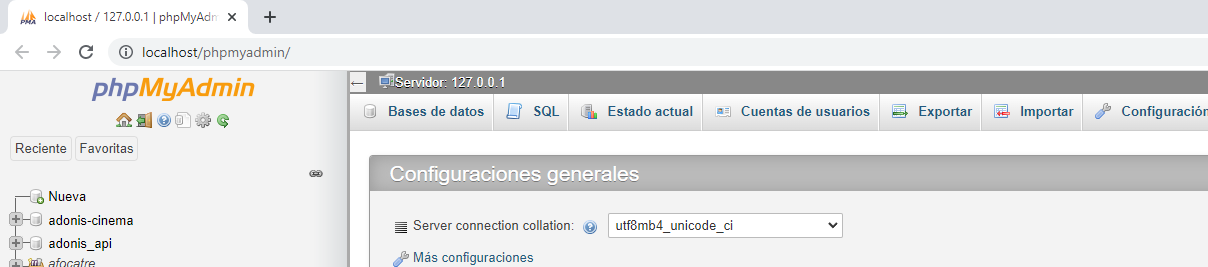 localhost / 127.0.0.1 | phpMyAdm
localhost/phpmyadmin/
phpMyAdmin
Servidor: 127.0.0.1
Bases de datos SQL Estado actual Cuentas de usuarios Exportar Importar Configuración
Reciente Favoritas
Configuraciones generales
Nueva
adonis-cinema
Server connection collation: utf8mb4_unicode_ci
adonis_api
Más configuraciones
afocatre